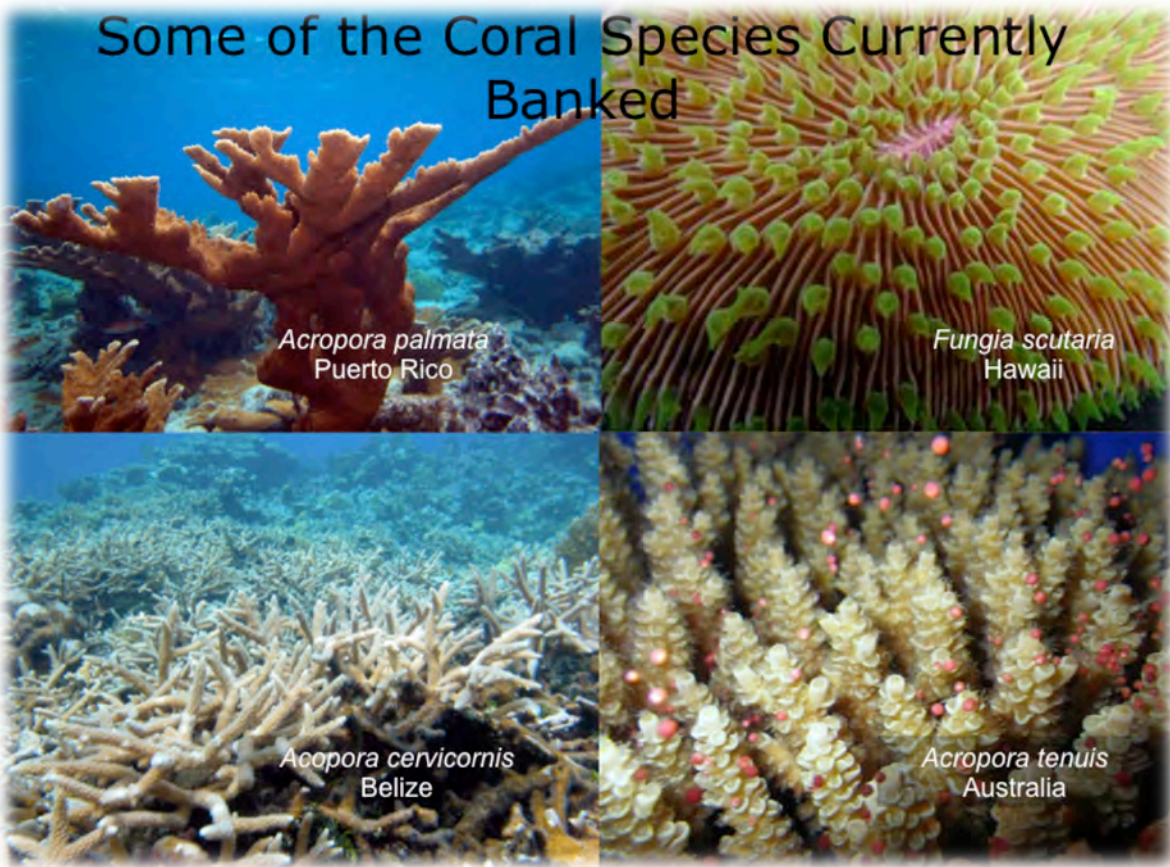 Some of the Coral Species Currently
Banked
Acropora palmata
Puerto Rico
Fungia scutaria
Hawaii
Acopora cervicornis
Belize
Acropora tenuis
Australia